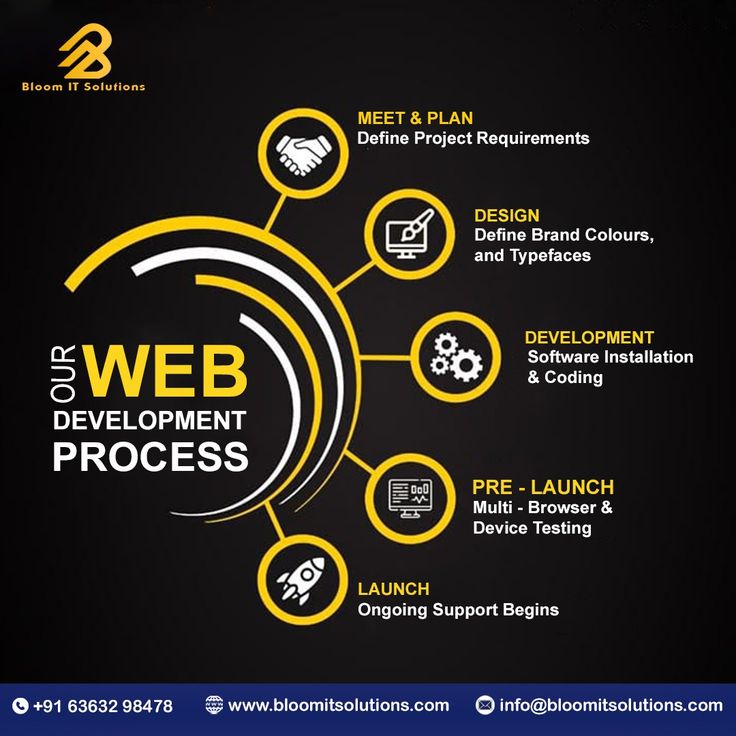 Bloom IT Solutions
MEET & PLAN
Define Project Requirements
DESIGN
Define Brand Colours,
and Typefaces
OUR WEB
DEVELOPMENT
PROCESS
DEVELOPMENT
Software Installation
& Coding
PRE - LAUNCH
Multi - Browser &
Device Testing
LAUNCH
Ongoing Support Begins
+91 63632 98478 www.bloomitsolutions.com info@bloomitsolutions.com